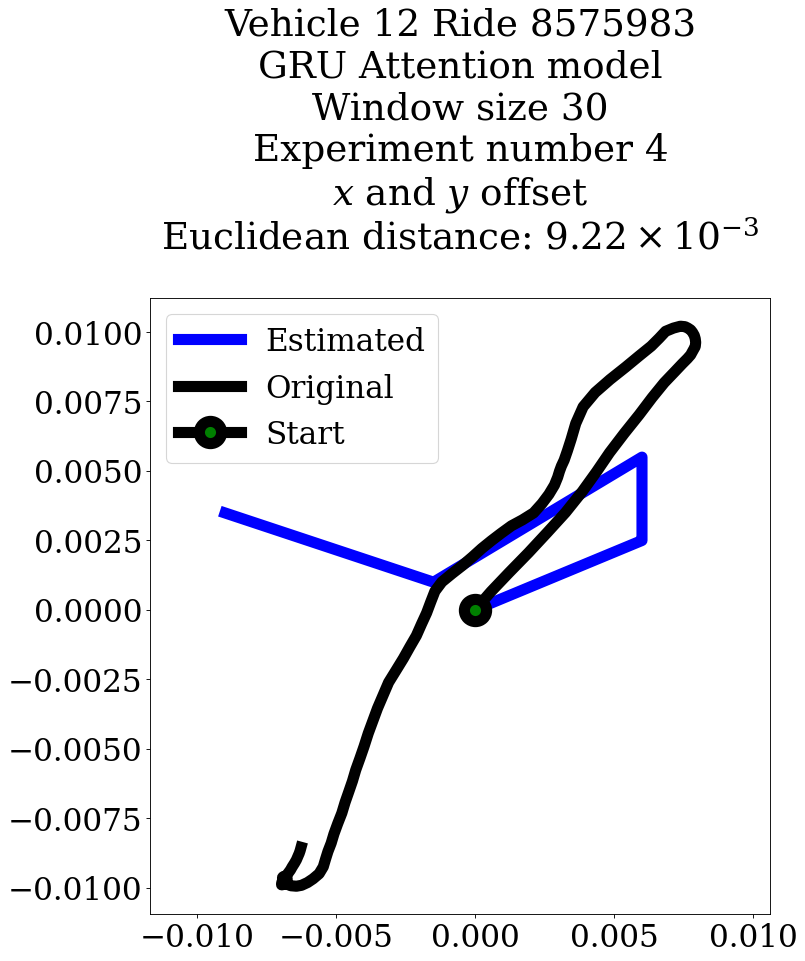 Vehicle 12 Ride 8575983
GRU Attention model
Window size 30
Experiment number 4
x and y offset
Euclidean distance: 9.22 × 10⁻³
Estimated
Original
Start
0.0100
0.0075
0.0050
0.0025
0.0000
−0.0025
−0.0050
−0.0075
−0.0100
−0.010 −0.005 0.000 0.005 0.010